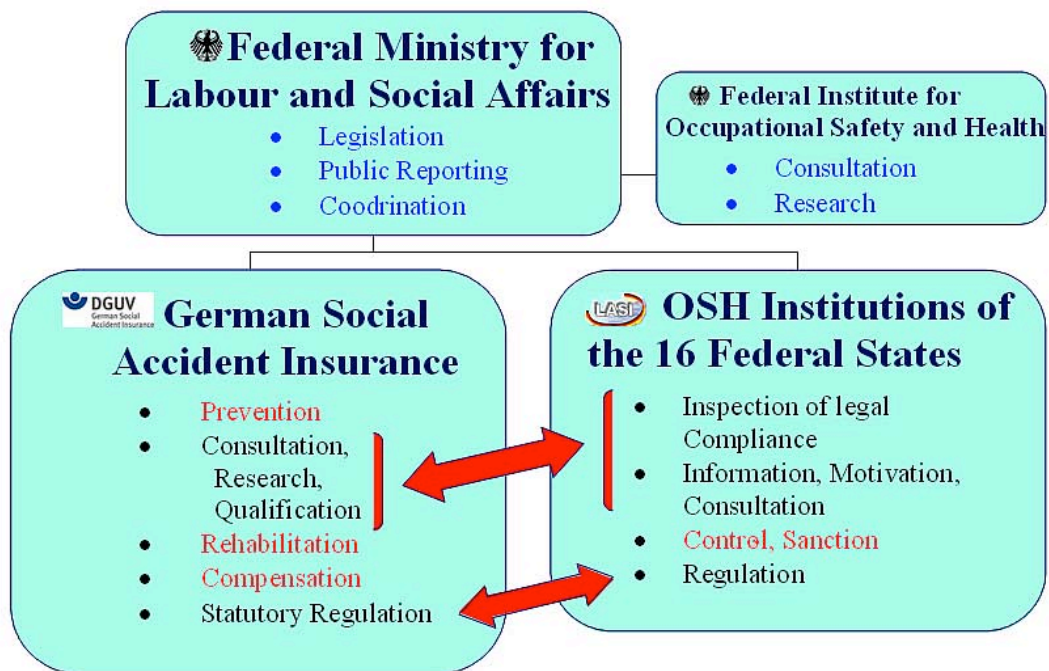 Federal Ministry for
Labour and Social Affairs
• Legislation
• Public Reporting
• Coodrination
Federal Institute for
Occupational Safety and Health
• Consultation
• Research
DGUV
German Social
Accident Insurance
German Social
Accident Insurance
• Prevention
• Consultation,
Research,
Qualification
• Rehabilitation
• Compensation
• Statutory Regulation
LASI
OSH Institutions of
the 16 Federal States
• Inspection of legal
Compliance
• Information, Motivation,
Consultation
• Control, Sanction
• Regulation